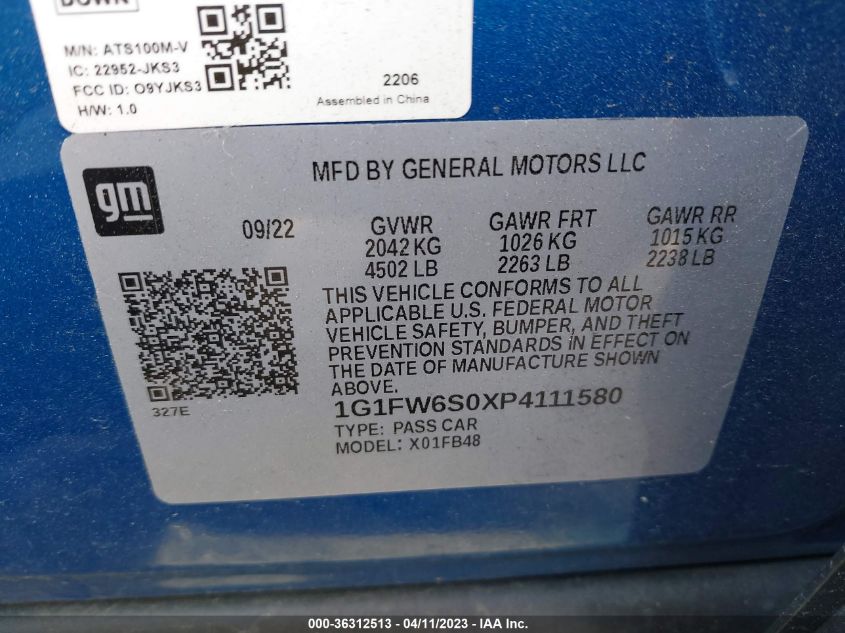 DOWN
M/N: ATS100M-V
IC: 22952-JKS3
FCC ID: O9YJKS3
H/W: 1.0
2206
Assembled in China
gm
MFD BY GENERAL MOTORS LLC
09/22
GVWR
2042 KG
4502 LB
GAWR FRT
1026 KG
2263 LB
GAWR RR
1015 KG
2238 LB
THIS VEHICLE CONFORMS TO ALL
APPLICABLE U.S. FEDERAL MOTOR
VEHICLE SAFETY, BUMPER, AND THEFT
PREVENTION STANDARDS IN EFFECT ON
THE DATE OF MANUFACTURE SHOWN
ABOVE.
327E
1G1FW6S0XP4111580
TYPE: PASS CAR
MODEL: X01FB48
000-36312513 - 04/11/2023 - IAA Inc.